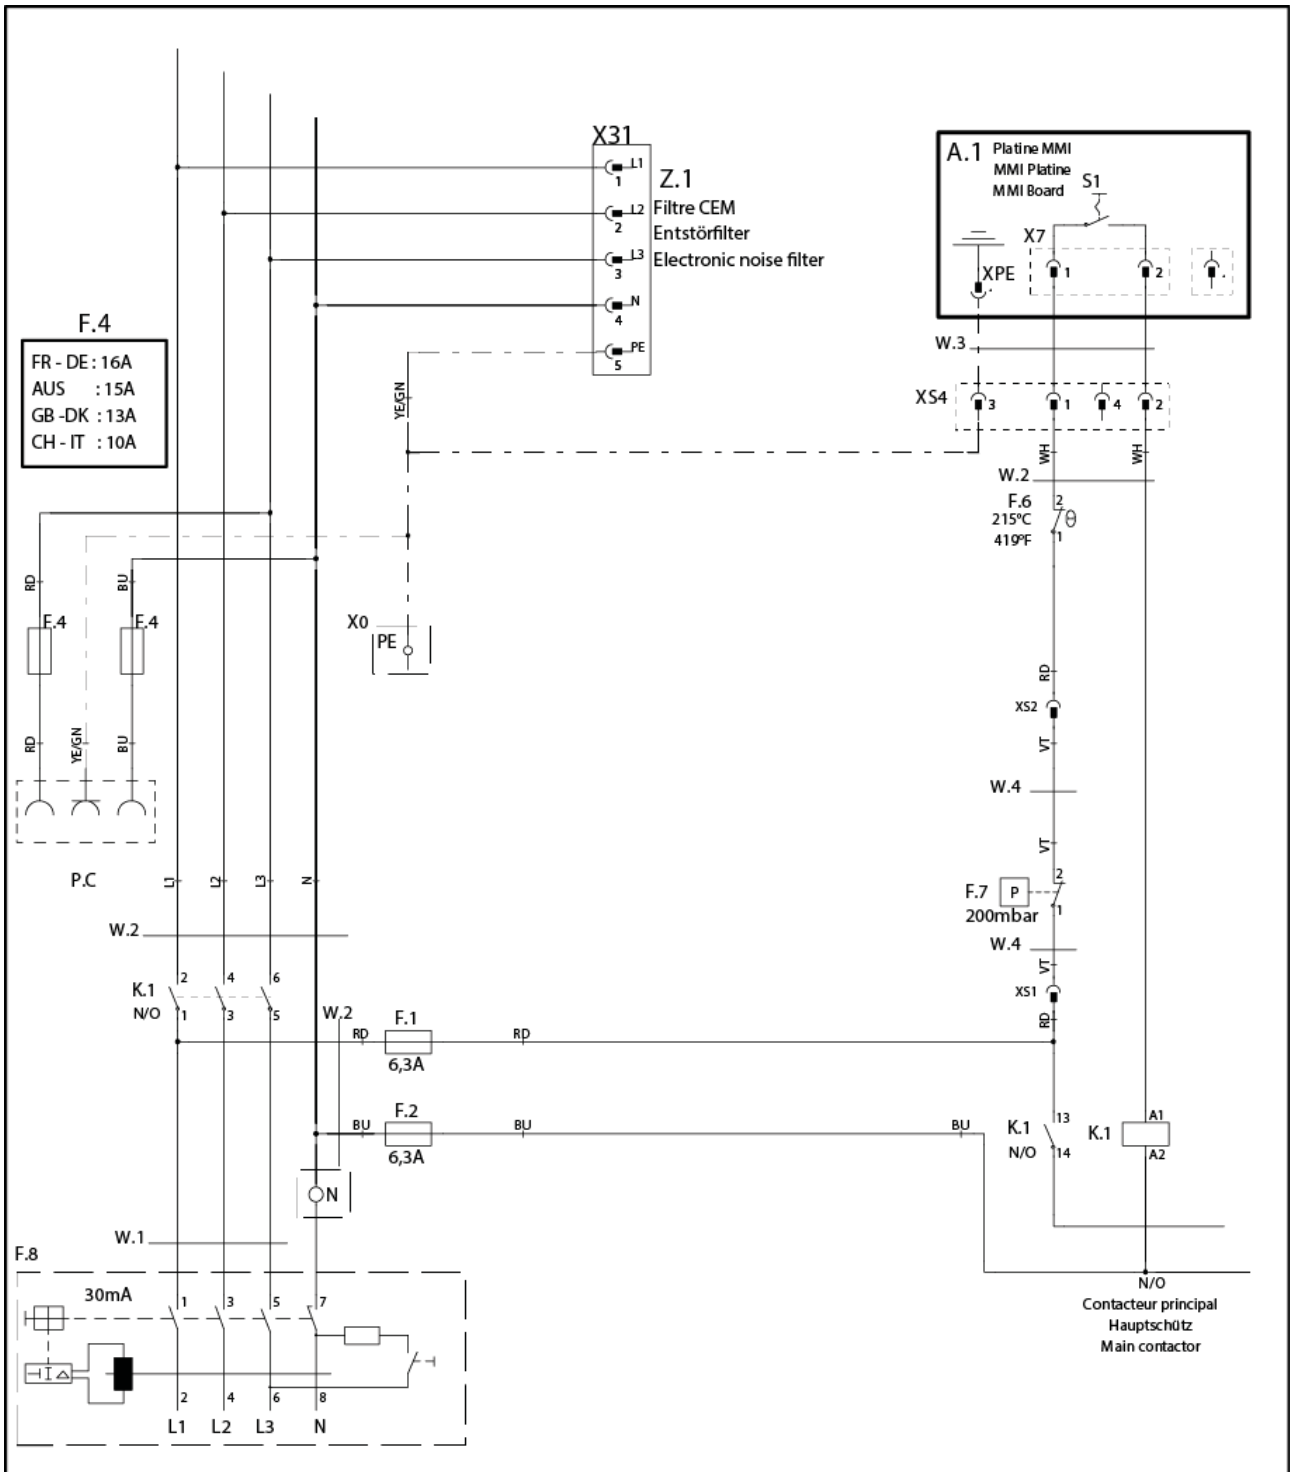 X31
L1
1
L2
2
L3
3
N
4
PE
5
Z.1
Filtre CEM
Entstörfilter
Electronic noise filter
A.1
Platine MMI
MMI Platine
MMI Board
S1
X7
1
2
.
XPE
.
W.3
XS4
3
1
4
2
WH
WH
W.2
F.6
215°C
419°F
2
1
θ
F.4
FR - DE : 16A
AUS : 15A
GB -DK : 13A
CH - IT : 10A
YE/GN
RD
BU
F.4
F.4
X0
PE
RD
YE/GN
BU
P.C
RD
XS2
VT
W.4
VT
F.7
P
200mbar
2
1
W.4
VT
XS1
RD
L1
L2
L3
N
W.2
K.1
N/O
2
4
6
1
3
5
W.2
RD
F.1
6,3A
RD
BU
F.2
6,3A
BU
BU
K.1
N/O
13
14
K.1
A1
A2
N
W.1
F.8
30mA
1
3
5
7
I
2
4
6
8
L1
L2
L3
N
N/O
Contacteur principal
Hauptschütz
Main contactor